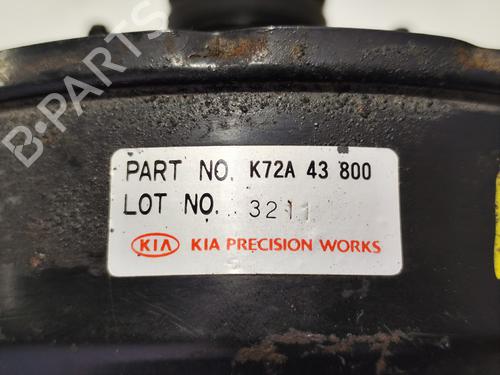 B-PARTS
PART NO. K72A 43 800
LOT NO. 3211
KIA KIA PRECISION WORKS